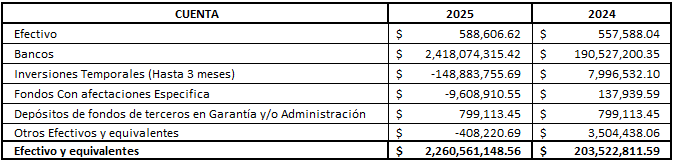 CUENTA 2025 2024
Efectivo $ 588,606.62 $ 557,588.04
Bancos $ 2,418,074,315.42 $ 190,527,200.35
Inversiones Temporales (Hasta 3 meses) $ -148,883,755.69 $ 7,996,532.10
Fondos Con afectaciones Especifica $ -9,608,910.55 $ 137,939.59
Depósitos de fondos de terceros en Garantía y/o Administración $ 799,113.45 $ 799,113.45
Otros Efectivos y equivalentes $ -408,220.69 $ 3,504,438.06
Efectivo y equivalentes $ 2,260,561,148.56 $ 203,522,811.59